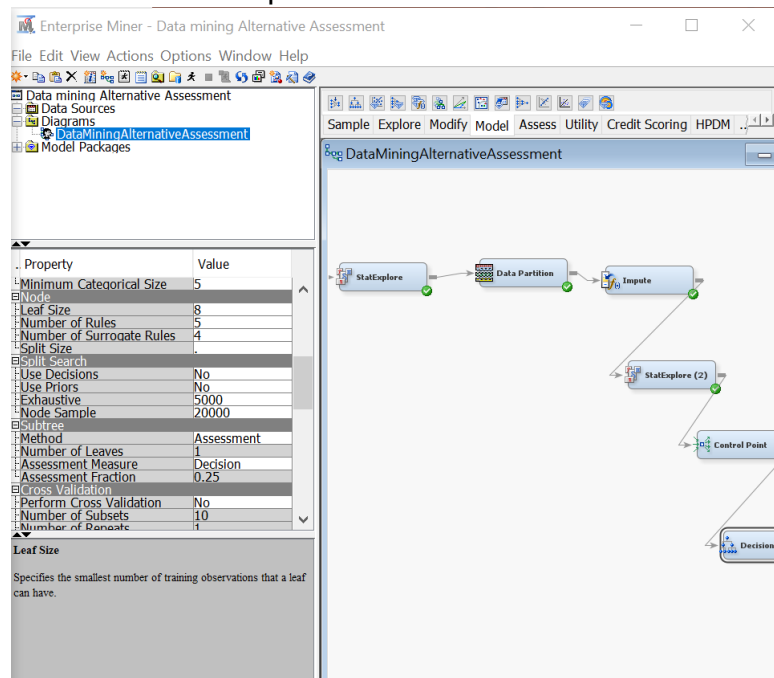 Enterprise Miner - Data mining Alternative Assessment
File Edit View Actions Options Window Help
Data mining Alternative Assessment
Data Sources
Diagrams
DataMiningAlternativeAssessment
Model Packages
Sample Explore Modify Model Assess Utility Credit Scoring HPDM ...
DataMiningAlternativeAssessment
StatExplore
Data Partition
Impute
StatExplore (2)
Control Point
Decision
. Property Value
Minimum Categorical Size 5
Node
Leaf Size 8
Number of Rules 5
Number of Surrogate Rules 4
Split Size .
Split Search
Use Decisions No
Use Priors No
Exhaustive 5000
Node Sample 20000
Subtree
Method Assessment
Number of Leaves 1
Assessment Measure Decision
Assessment Fraction 0.25
Cross Validation
Perform Cross Validation No
Number of Subsets 10
Number of Repeats 1
Leaf Size
Specifies the smallest number of training observations that a leaf
can have.